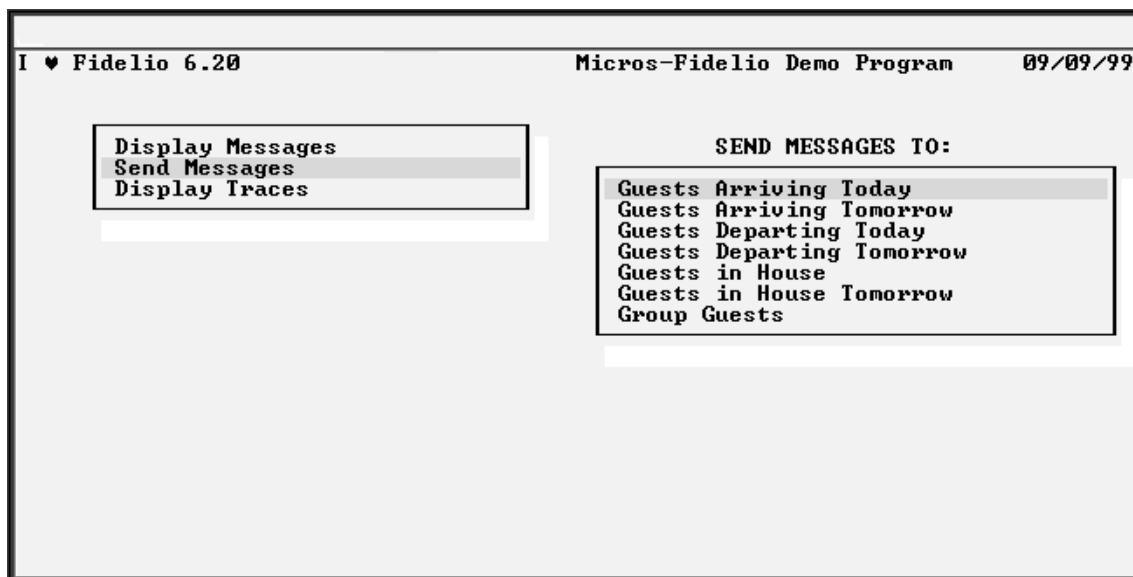 I ♥ Fidelio 6.20 Micros-Fidelio Demo Program 09/09/99
Display Messages
Send Messages
Display Traces
SEND MESSAGES TO:
Guests Arriving Today
Guests Arriving Tomorrow
Guests Departing Today
Guests Departing Tomorrow
Guests in House
Guests in House Tomorrow
Group Guests